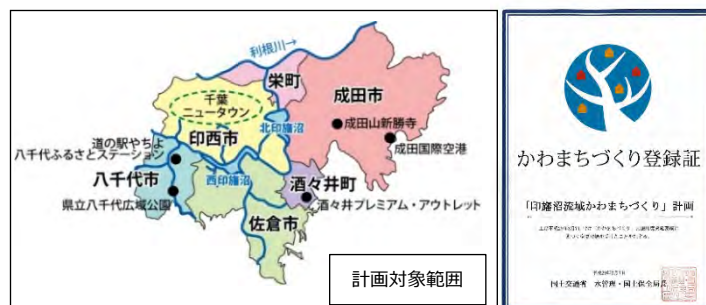 利根川→
栄町
成田市
千葉
ニュータウン
北印旛沼
成田山新勝寺
印西市
道の駅やちよ
八千代ふるさとステーション
成田国際空港
八千代市
西印旛沼
酒々井町
県立八千代広域公園
酒々井プレミアム・アウトレット
佐倉市
計画対象範囲
かわまちづくり登録証
「印旛沼流域かわまちづくり」計画
国土交通省 水管理・国土保全局長